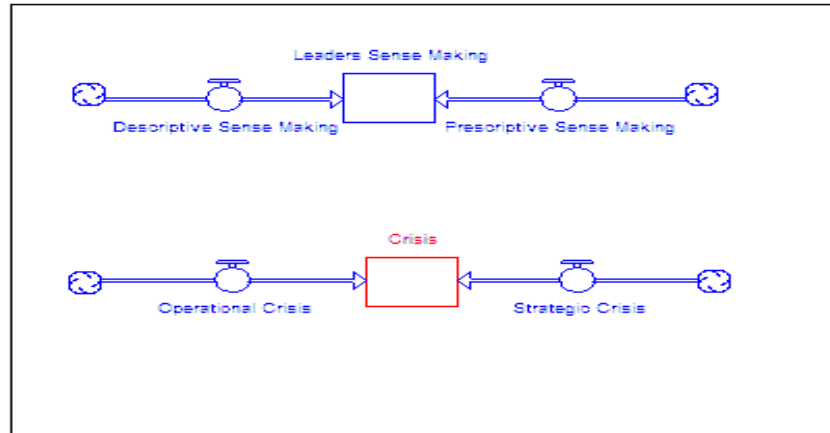 Leaders Sense Making
Descriptive Sense Making
Prescriptive Sense Making
Crisis
Operational Crisis
Strategic Crisis